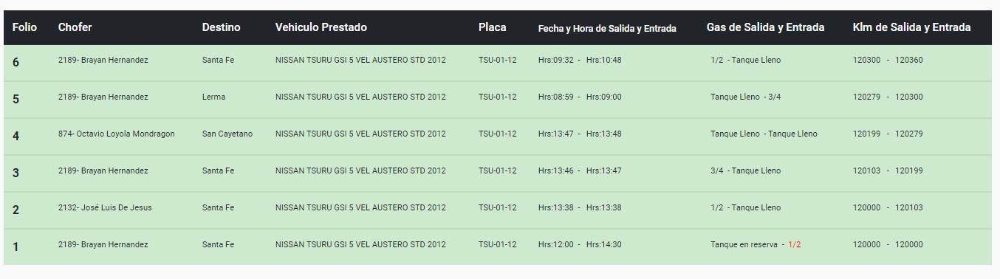 Folio Chofer Destino Vehiculo Prestado Placa Fecha y Hora de Salida y Entrada Gas de Salida y Entrada Klm de Salida y Entrada
6 2189- Brayan Hernandez Santa Fe NISSAN TSURU GSI 5 VEL AUSTERO STD 2012 TSU-01-12 Hrs:09:32 - Hrs:10:48 1/2 - Tanque Lleno 120300 - 120360
5 2189- Brayan Hernandez Lerma NISSAN TSURU GSI 5 VEL AUSTERO STD 2012 TSU-01-12 Hrs:08:59 - Hrs:09:00 Tanque Lleno - 3/4 120279 - 120300
4 874- Octavio Loyola Mondragon San Cayetano NISSAN TSURU GSI 5 VEL AUSTERO STD 2012 TSU-01-12 Hrs:13:47 - Hrs:13:48 Tanque Lleno - Tanque Lleno 120199 - 120279
3 2189- Brayan Hernandez Santa Fe NISSAN TSURU GSI 5 VEL AUSTERO STD 2012 TSU-01-12 Hrs:13:46 - Hrs:13:47 3/4 - Tanque Lleno 120103 - 120199
2 2132- José Luis De Jesus Santa Fe NISSAN TSURU GSI 5 VEL AUSTERO STD 2012 TSU-01-12 Hrs:13:38 - Hrs:13:38 1/2 - Tanque Lleno 120000 - 120103
1 2189- Brayan Hernandez Santa Fe NISSAN TSURU GSI 5 VEL AUSTERO STD 2012 TSU-01-12 Hrs:12:00 - Hrs:14:30 Tanque en reserva - 1/2 120000 - 120000